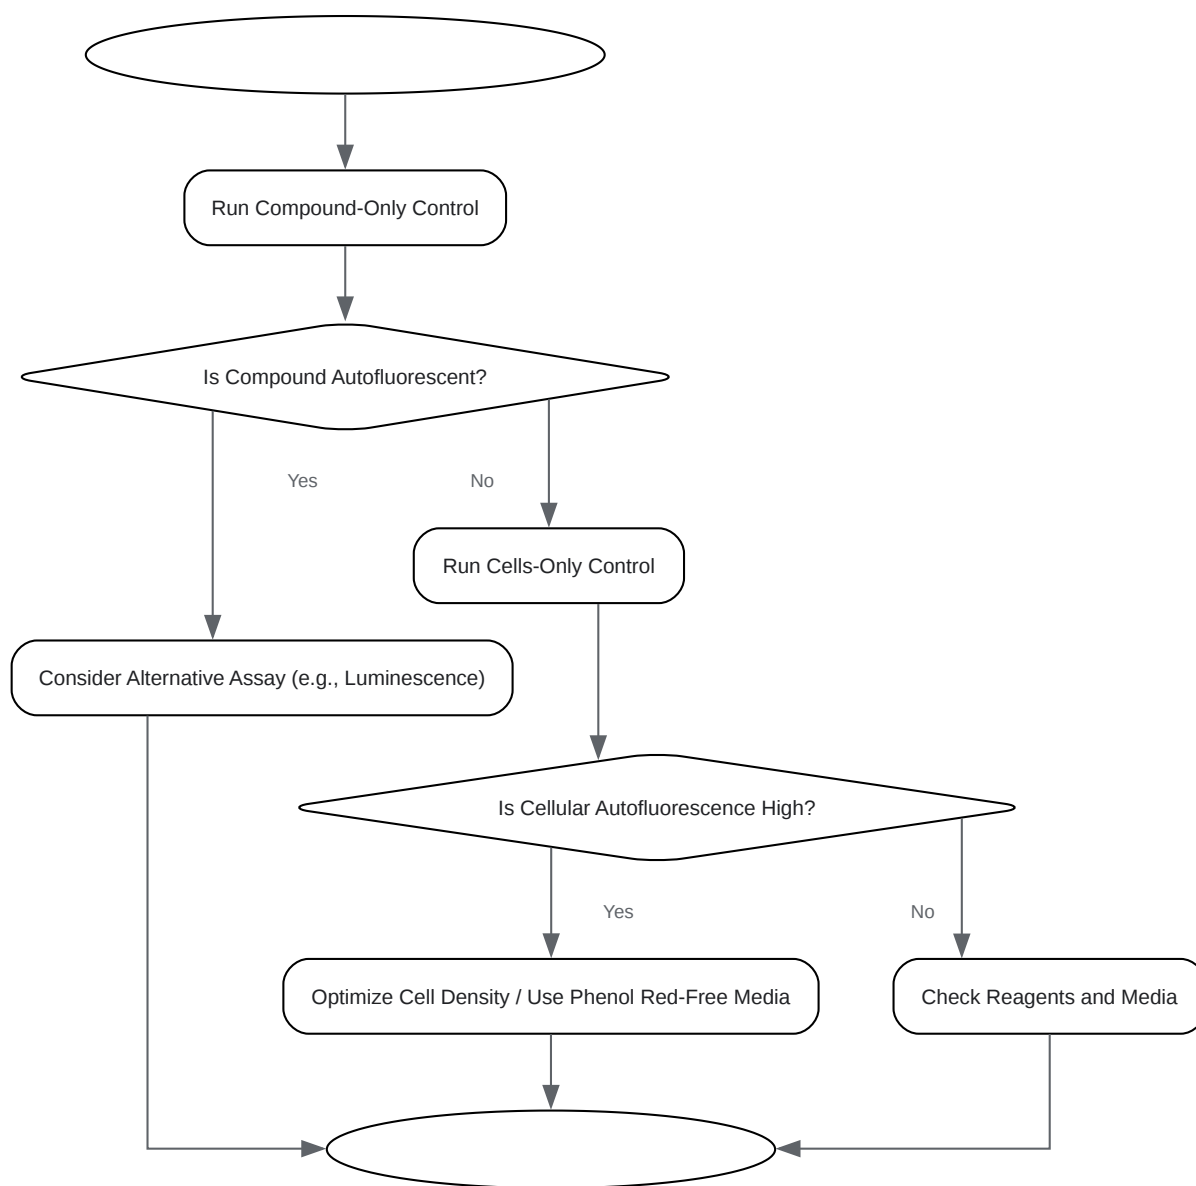 Run Compound-Only Control
Is Compound Autofluorescent?
Yes
No
Run Cells-Only Control
Consider Alternative Assay (e.g., Luminescence)
Is Cellular Autofluorescence High?
Yes
No
Optimize Cell Density / Use Phenol Red-Free Media
Check Reagents and Media